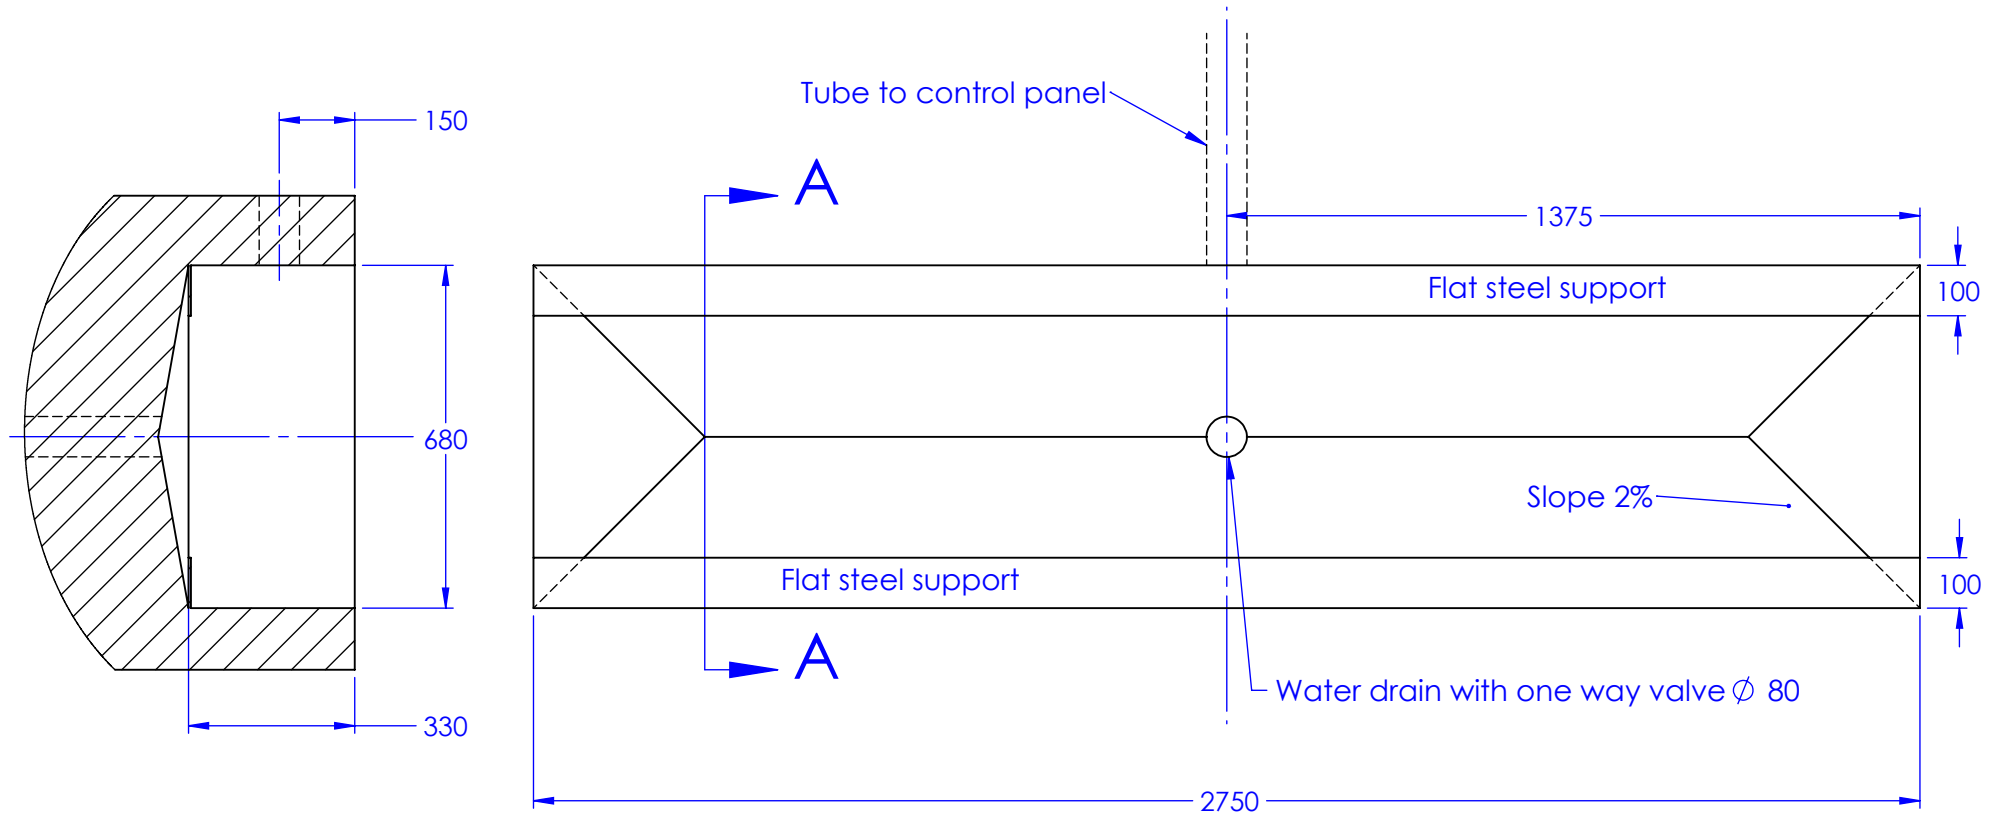 Tube to control panel
150
A
1375
Flat steel support
100
680
Slope 2%
Flat steel support
100
A
Water drain with one way valve ∅ 80
330
2750